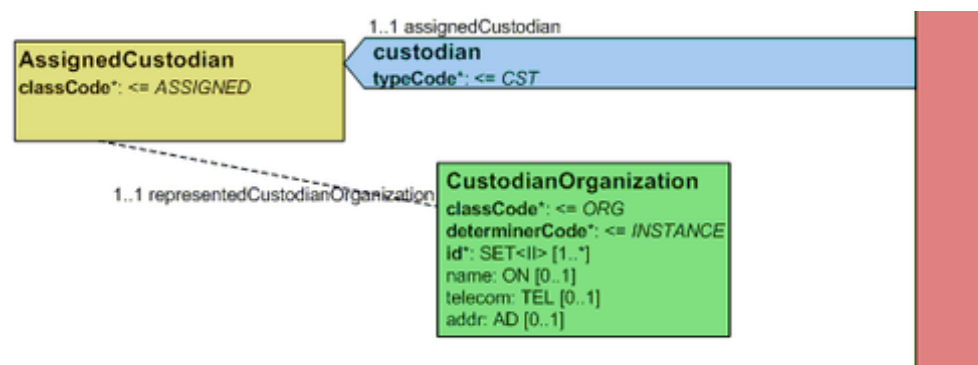 1..1 assignedCustodian
AssignedCustodian
classCode*: <= ASSIGNED
custodian
typeCode*: <= CST
1..1 representedCustodianOrganization
CustodianOrganization
classCode*: <= ORG
determinerCode*: <= INSTANCE
id*: SET<II> [1..*]
name: ON [0..1]
telecom: TEL [0..1]
addr: AD [0..1]